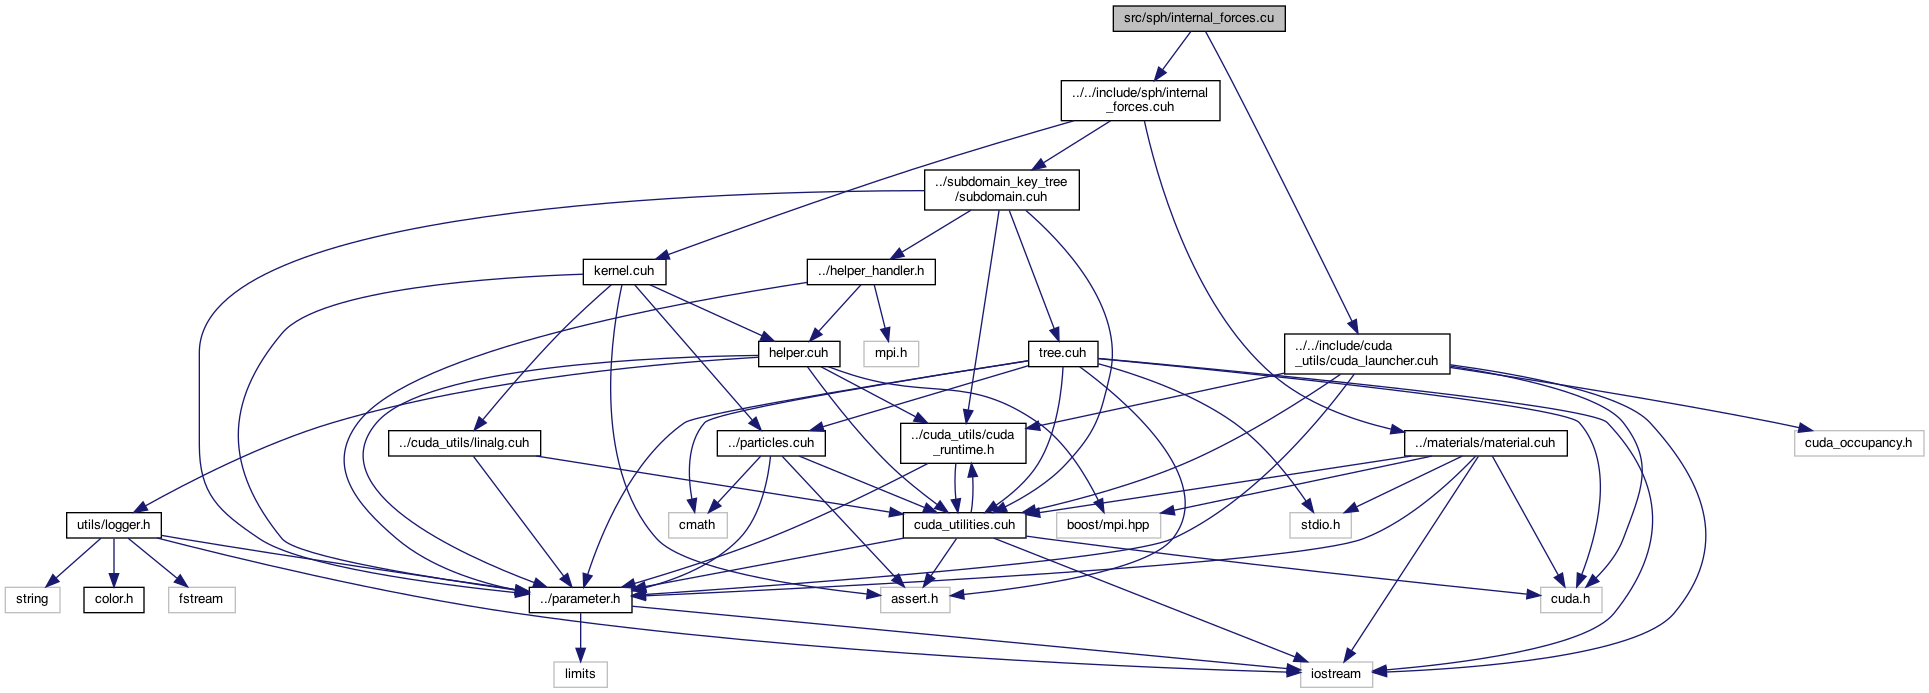 src/sph/internal_forces.cu
../../include/sph/internal
_forces.cuh
../subdomain_key_tree
/subdomain.cuh
kernel.cuh
../helper_handler.h
helper.cuh
mpi.h
tree.cuh
../../include/cuda
_utils/cuda_launcher.cuh
../cuda_utils/linalg.cuh
../particles.cuh
../cuda_utils/cuda
_runtime.h
../materials/material.cuh
cuda_occupancy.h
utils/logger.h
cmath
cuda_utilities.cuh
boost/mpi.hpp
stdio.h
string
color.h
fstream
../parameter.h
assert.h
cuda.h
limits
iostream